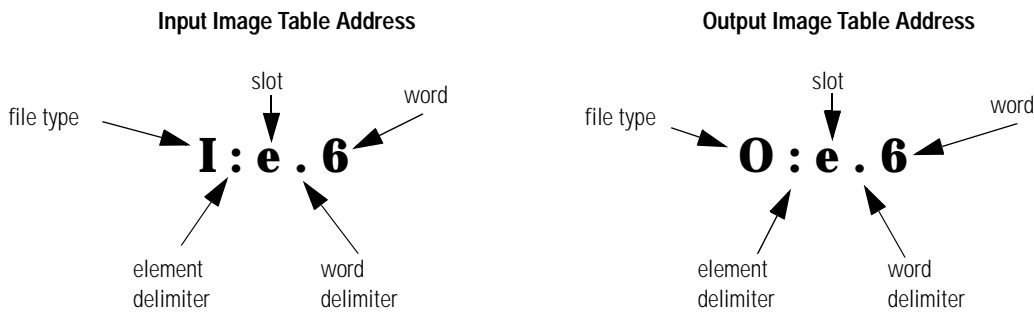 Input Image Table Address
file type
slot
word
I : e . 6
element
delimiter
word
delimiter
Output Image Table Address
file type
slot
word
O : e . 6
element
delimiter
word
delimiter